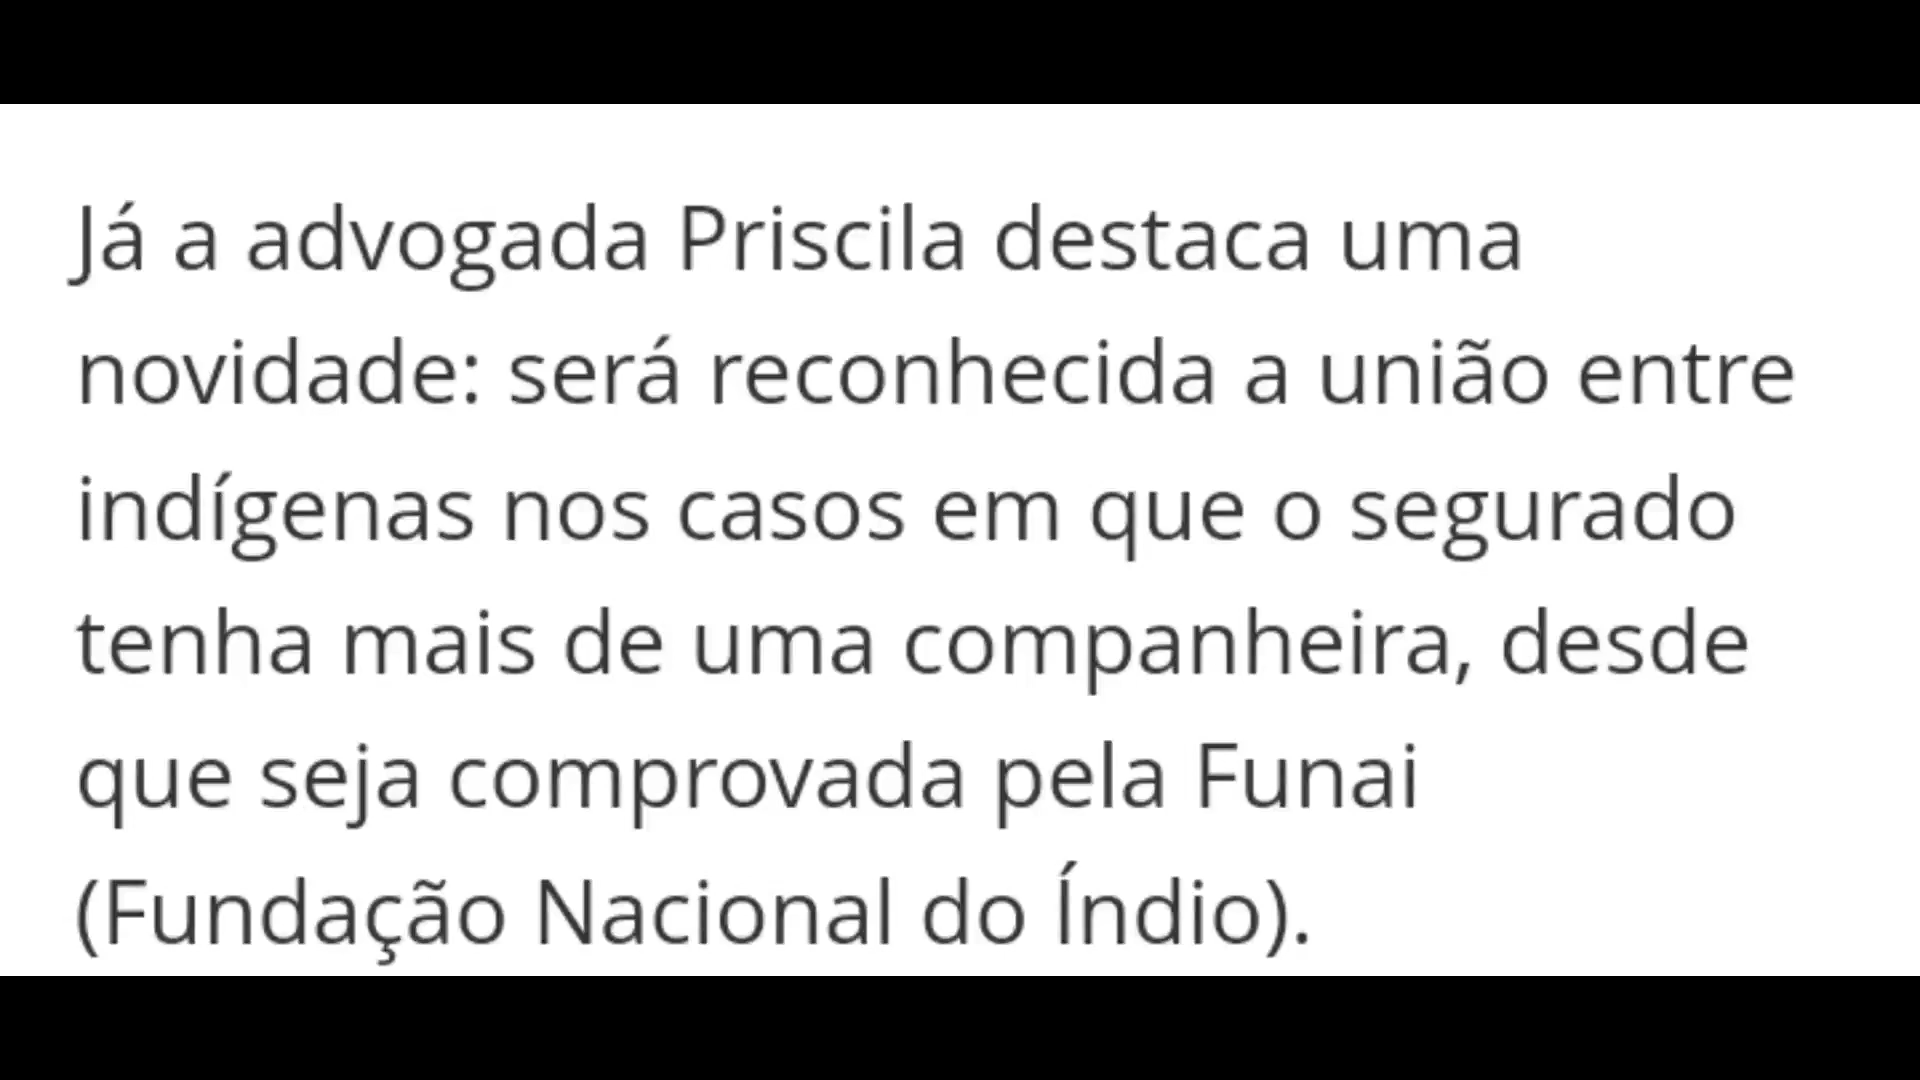 Já a advogada Priscila destaca uma
novidade: será reconhecida a união entre
indígenas nos casos em que o segurado
tenha mais de uma companheira, desde
que seja comprovada pela Funai
(Fundação Nacional do Índio).